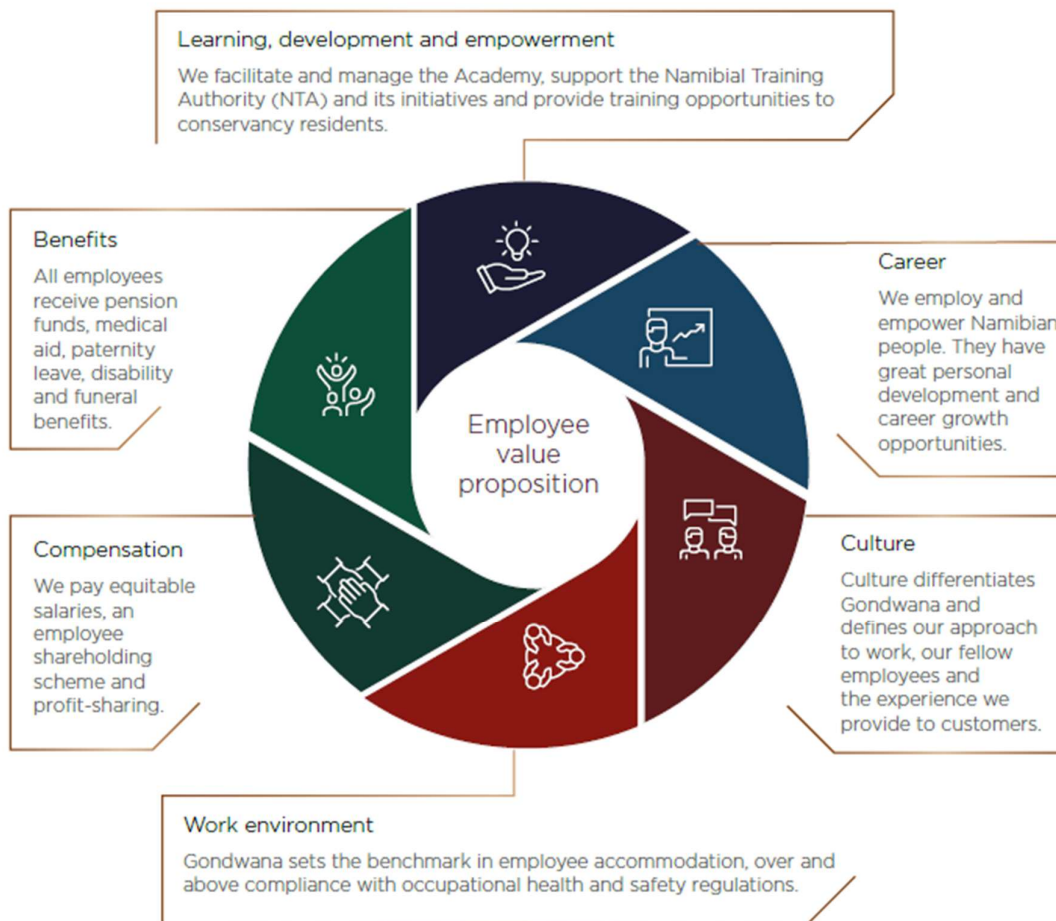 Learning, development and empowerment
We facilitate and manage the Academy, support the Namibial Training
Authority (NTA) and its initiatives and provide training opportunities to
conservancy residents.
Benefits
All employees
receive pension
funds, medical
aid, paternity
leave, disability
and funeral
benefits.
Career
We employ and
empower Namibian
people. They have
great personal
development and
career growth
opportunities.
Employee
value
proposition
Compensation
We pay equitable
salaries, an
employee
shareholding
scheme and
profit-sharing.
Culture
Culture differentiates
Gondwana and
defines our approach
to work, our fellow
employees and
the experience we
provide to customers.
Work environment
Gondwana sets the benchmark in employee accommodation, over and
above compliance with occupational health and safety regulations.